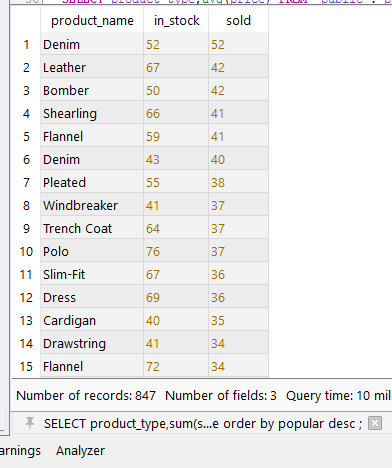 product_name in_stock sold
1 Denim 52 52
2 Leather 67 42
3 Bomber 50 42
4 Shearling 66 41
5 Flannel 59 41
6 Denim 43 40
7 Pleated 55 38
8 Windbreaker 41 37
9 Trench Coat 64 37
10 Polo 76 37
11 Slim-Fit 67 36
12 Dress 69 36
13 Cardigan 40 35
14 Drawstring 41 34
15 Flannel 72 34
Number of records: 847 Number of fields: 3 Query time: 10 mil
SELECT product_type,sum(s...e order by popular desc ;
arnings Analyzer